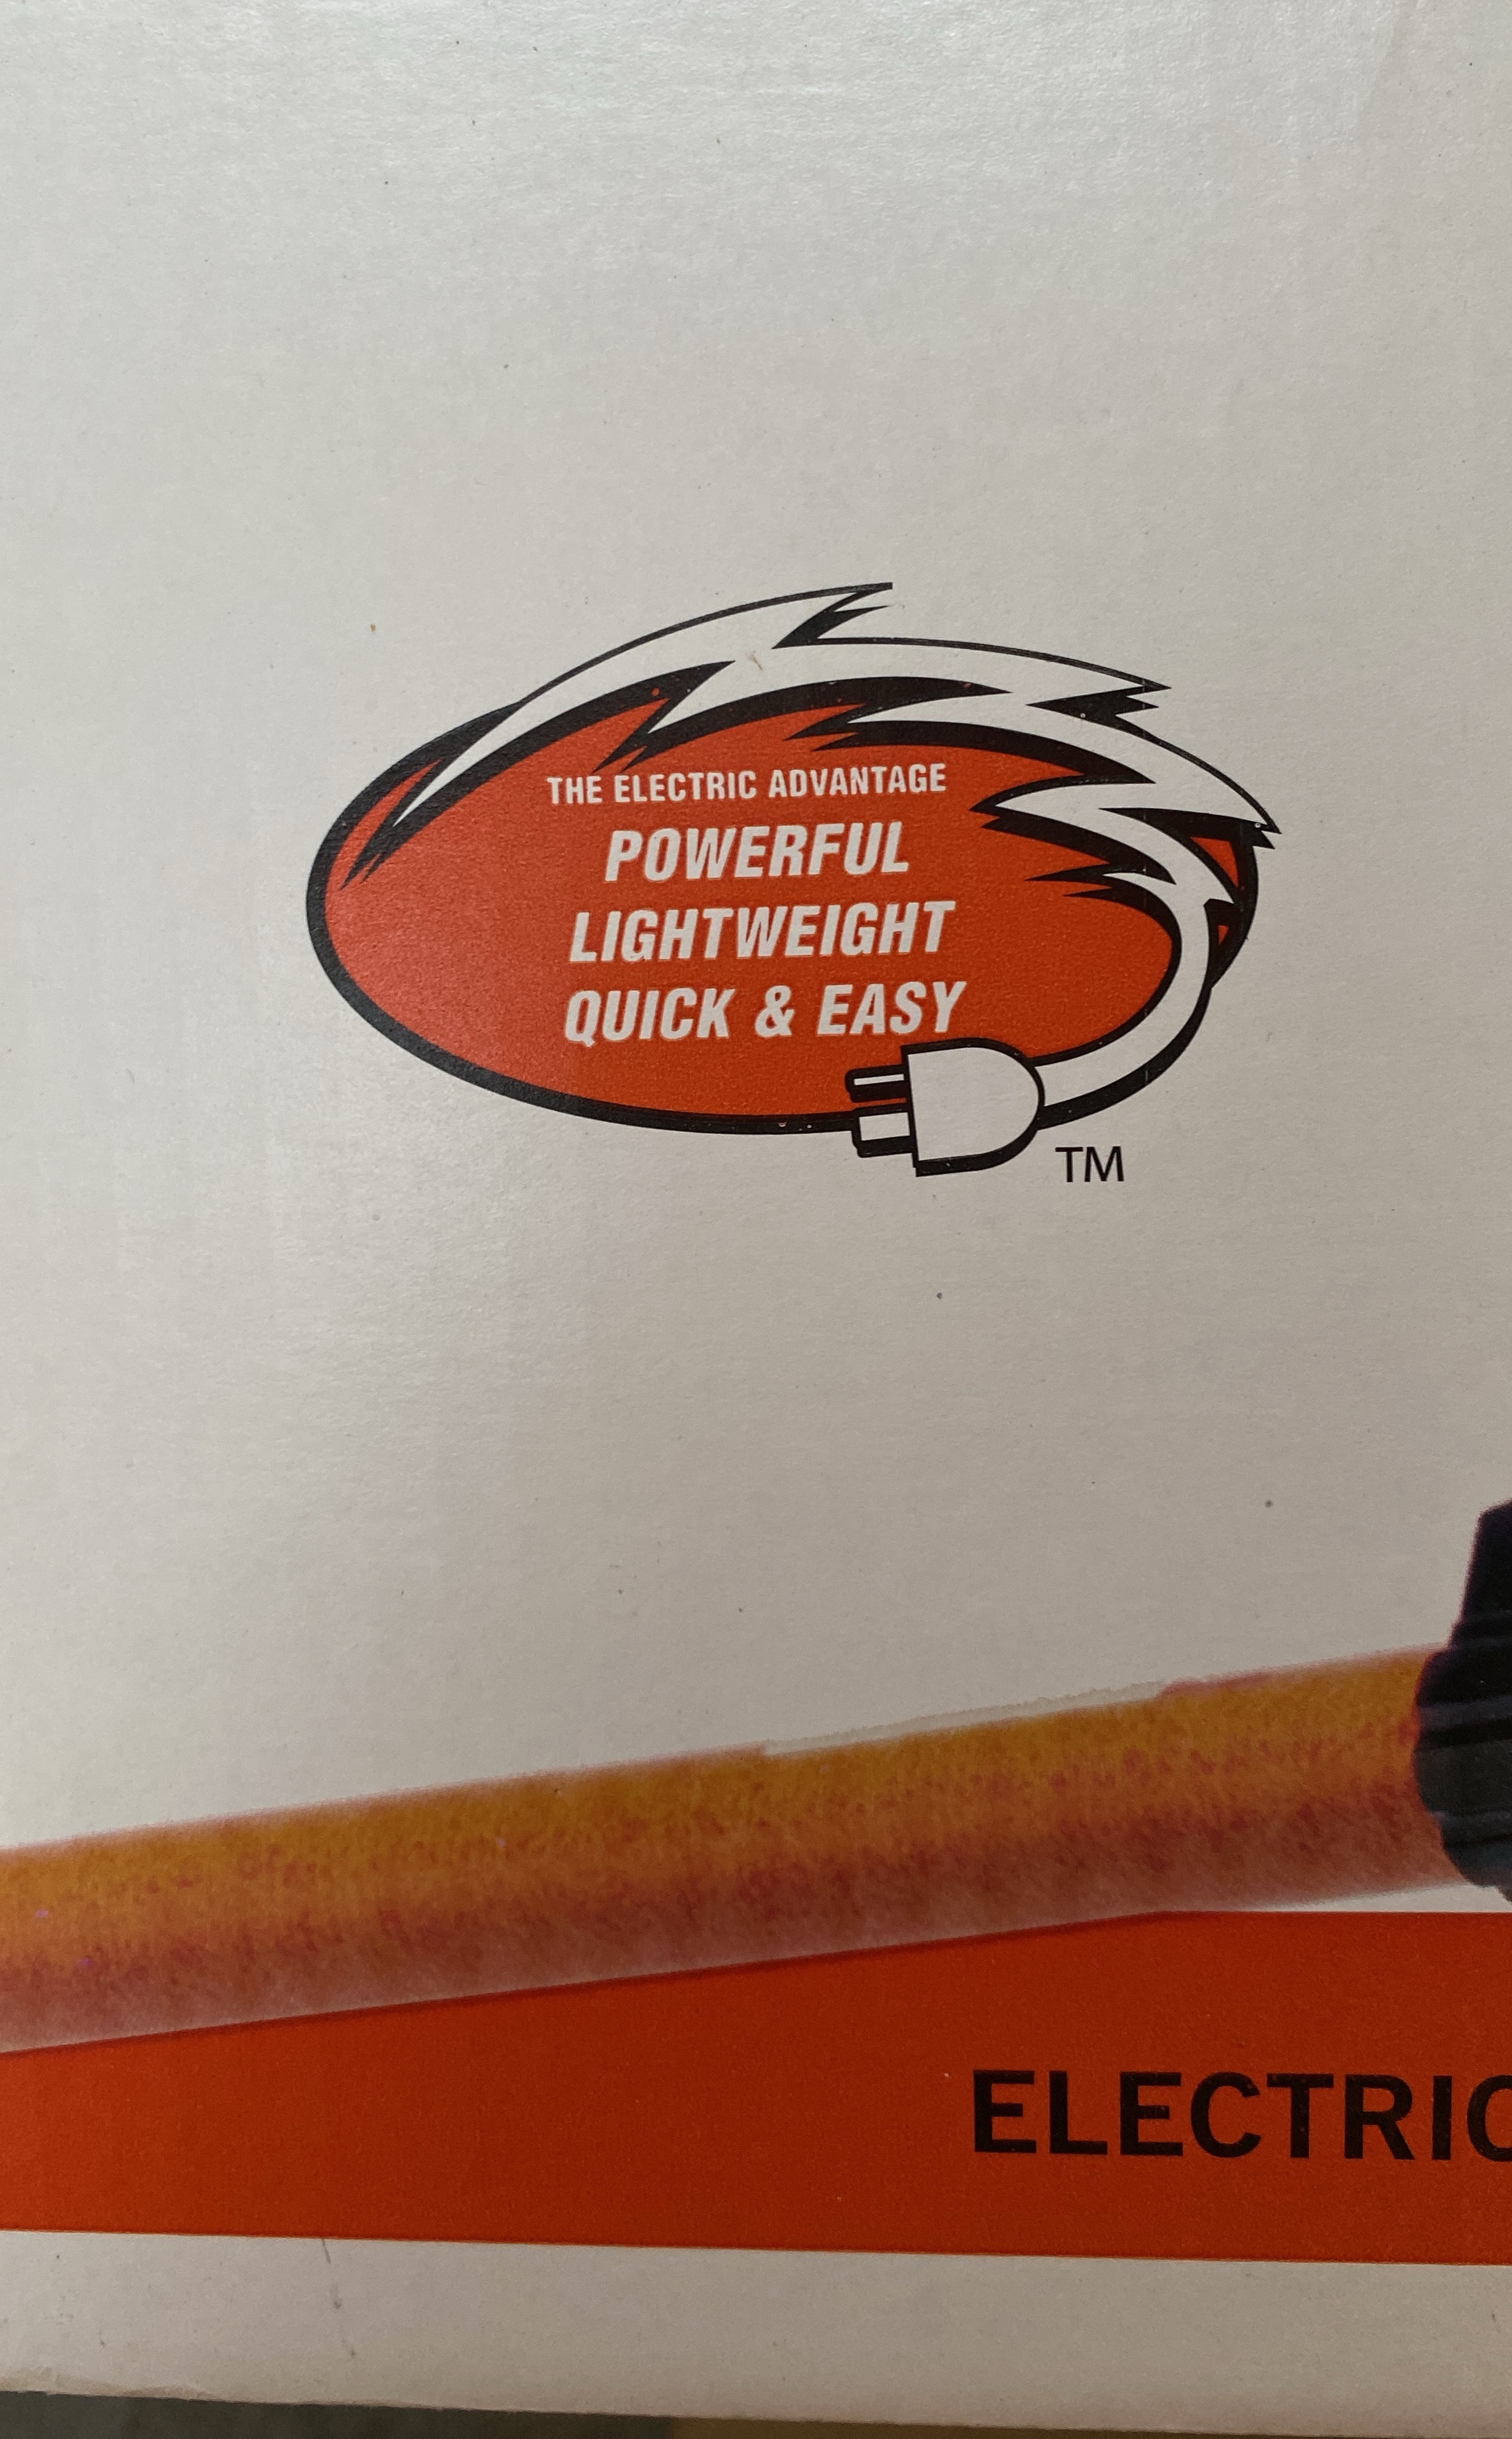 THE ELECTRIC ADVANTAGE
POWERFUL
LIGHTWEIGHT
QUICK & EASY
TM
ELECTRIC